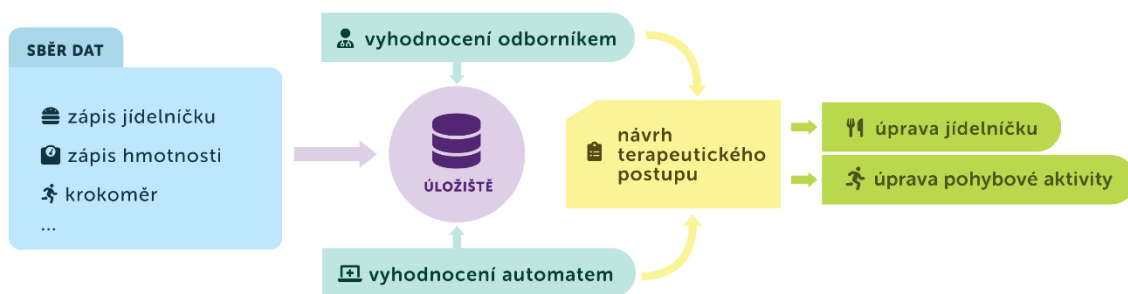 SBĚR DAT
zápis jídelníčku
zápis hmotnosti
krokoměr
...
vyhodnocení odborníkem
ÚLOŽIŠTĚ
vyhodnocení automatem
návrh
terapeutického
postupu
úprava jídelníčku
úprava pohybové aktivity